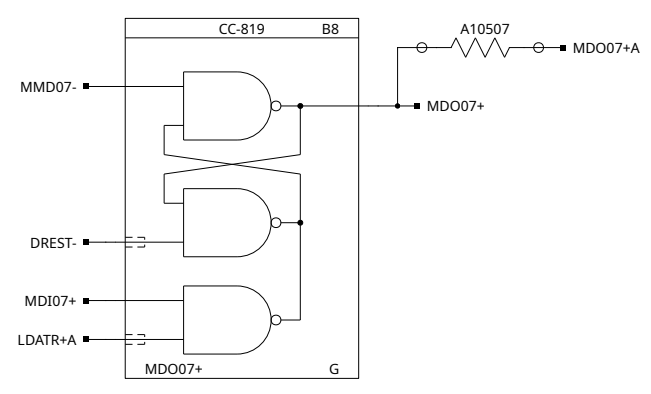 CC-819 B8
A10507
MDO07+A
MMD07-
MDO07+
DREST-
MDI07+
LDATR+A
MDO07+ G